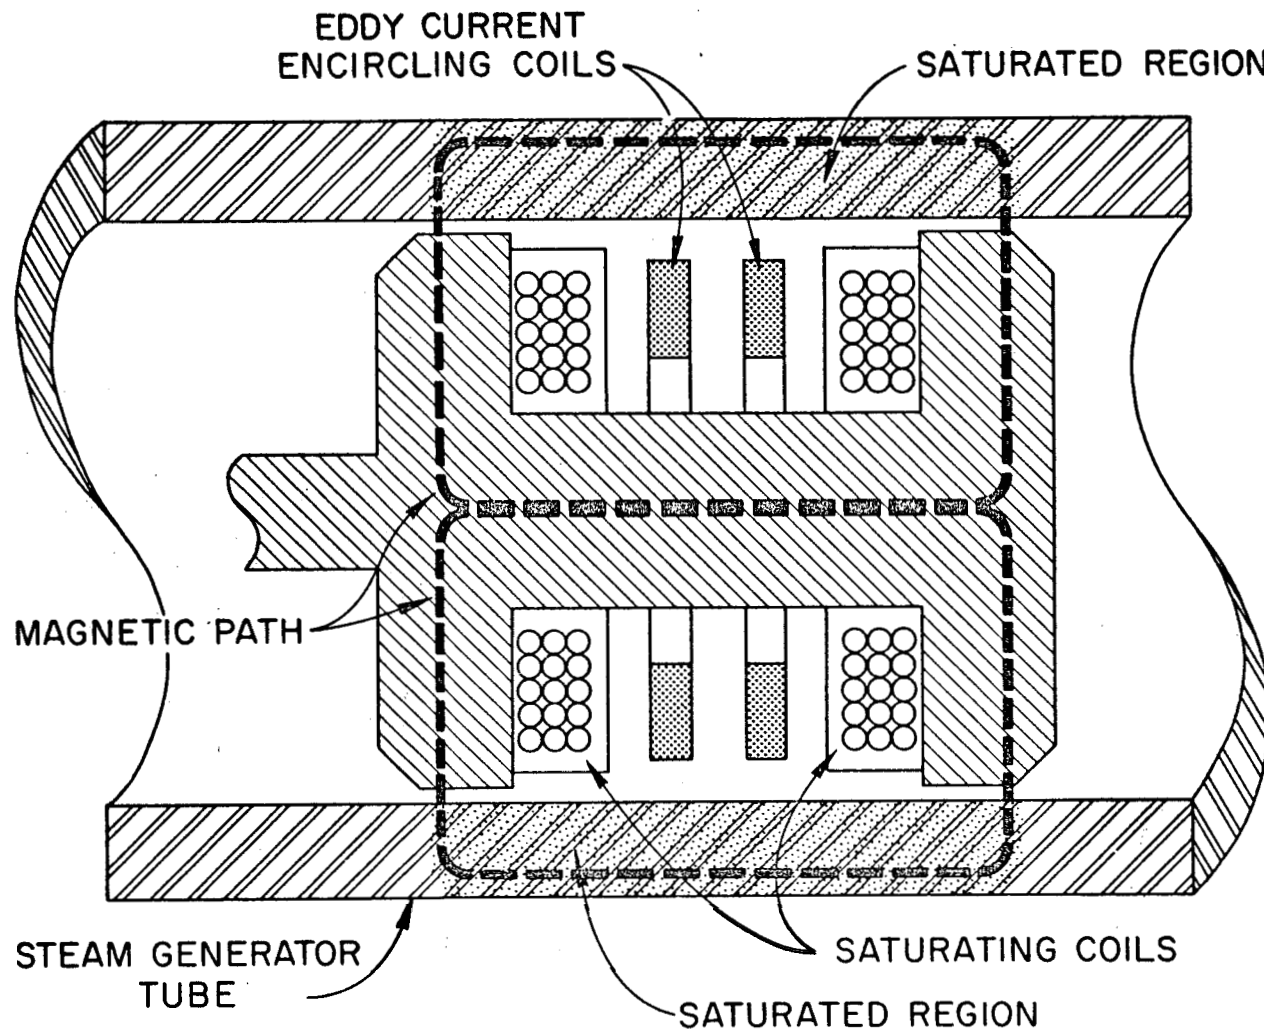 EDDY CURRENT
ENCIRCLING COILS
SATURATED REGION
MAGNETIC PATH
STEAM GENERATOR
TUBE
SATURATING COILS
SATURATED REGION